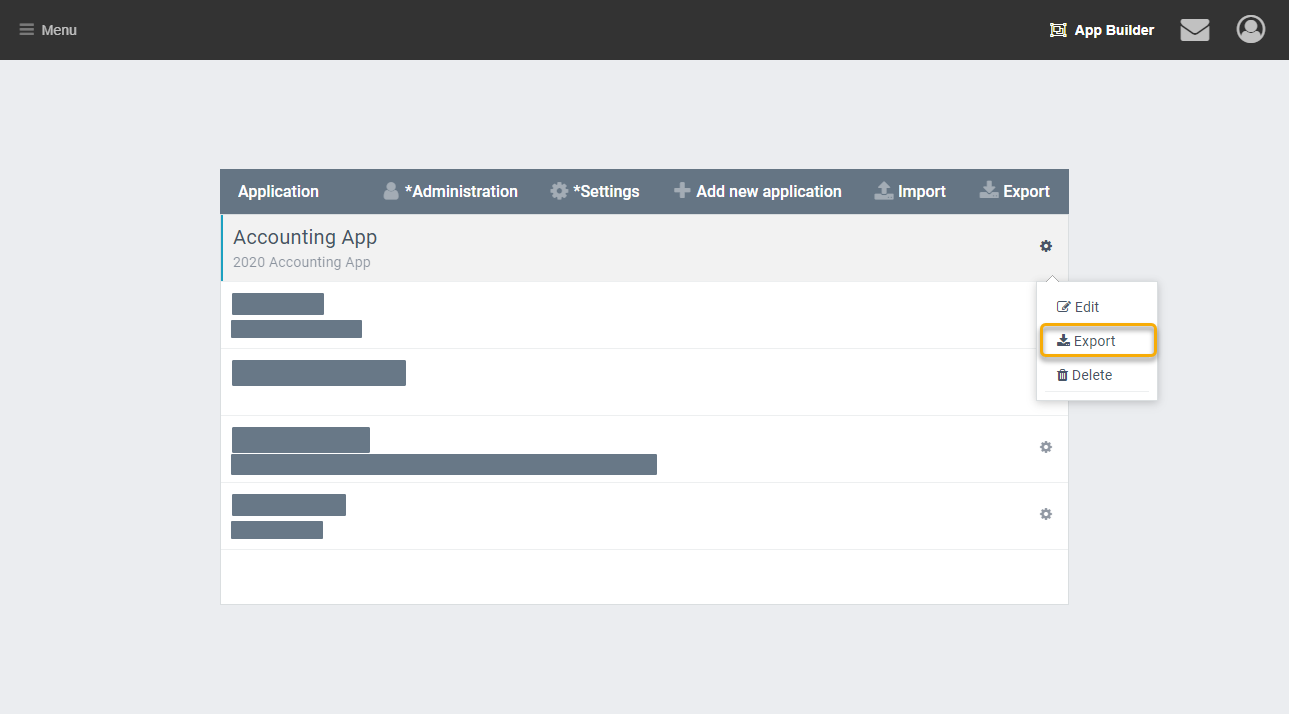 Menu
App Builder
Application *Administration *Settings Add new application Import Export
Accounting App
2020 Accounting App
Edit
Export
Delete